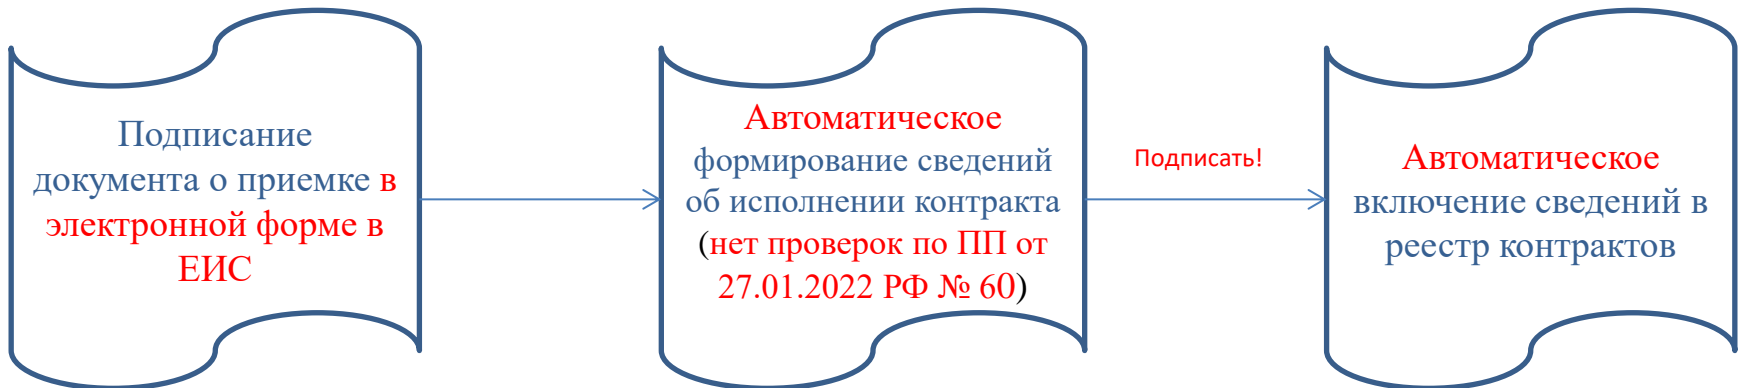 Подписание
документа о приемке в
электронной форме в
ЕИС
Автоматическое
формирование сведений
об исполнении контракта
(нет проверок по ПП от
27.01.2022 РФ № 60)
Подписать!
Автоматическое
включение сведений в
реестр контрактов